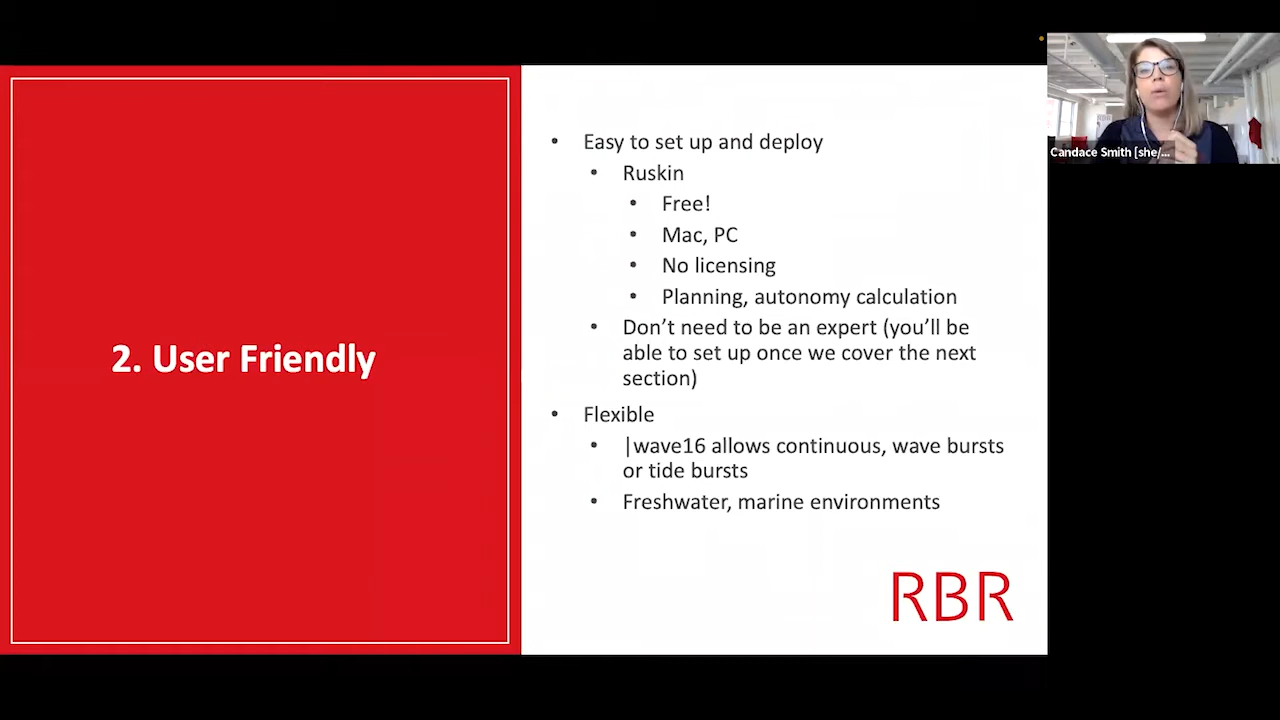 2. User Friendly
• Easy to set up and deploy
• Ruskin
• Free!
• Mac, PC
• No licensing
• Planning, autonomy calculation
• Don’t need to be an expert (you’ll be
able to set up once we cover the next
section)
• Flexible
• |wave16 allows continuous, wave bursts
or tide bursts
• Freshwater, marine environments
RBR
Candace Smith [she/...